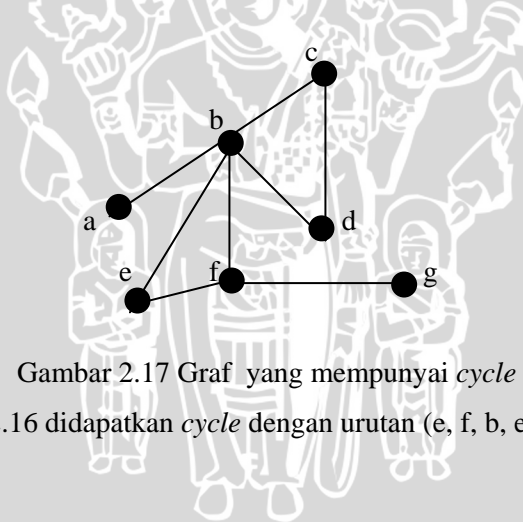 c
b
a
d
e
f
g
Gambar 2.17 Graf yang mempunyai cycle
.16 didapatkan cycle dengan urutan (e, f, b, e